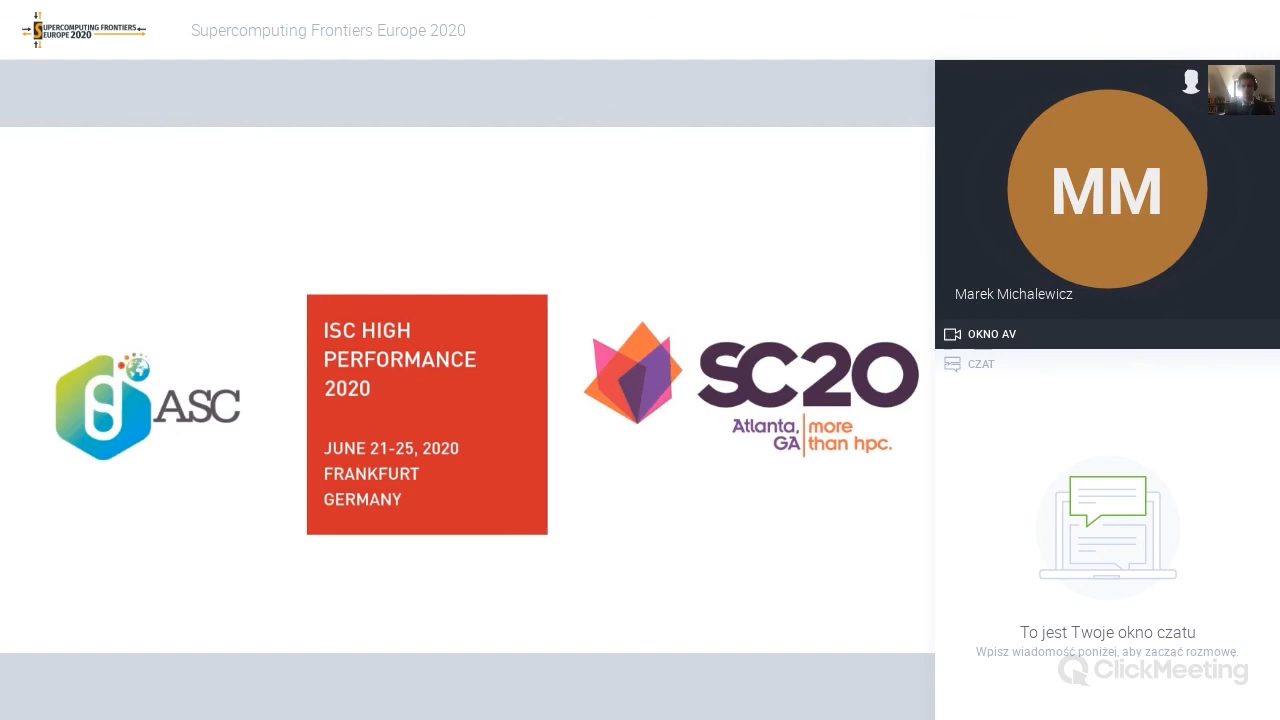 SUPERCOMPUTING FRONTIERS
EUROPE 2020
Supercomputing Frontiers Europe 2020
ASC
ISC HIGH
PERFORMANCE
2020
JUNE 21-25, 2020
FRANKFURT
GERMANY
SC20
Atlanta, more
GA than hpc.
MM
Marek Michalewicz
OKNO AV
CZAT
To jest Twoje okno czatu
Wpisz wiadomość poniżej, aby zacząć rozmowę.
ClickMeeting